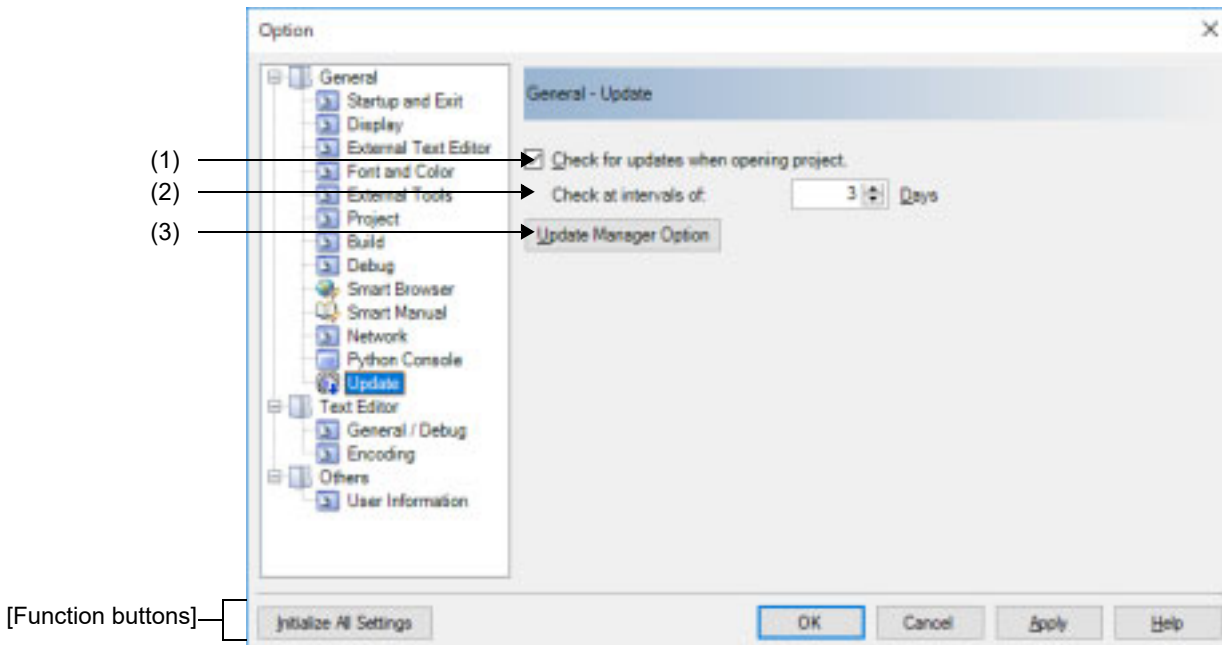 Option
General
Startup and Exit
Display
External Text Editor
Font and Color
External Tools
Project
Build
Debug
Smart Browser
Smart Manual
Network
Python Console
Update
Text Editor
General / Debug
Encoding
Others
User Information
General - Update
(1)
Check for updates when opening project.
(2)
Check at intervals of: 3 Days
(3)
Update Manager Option
[Function buttons]
Initialize All Settings OK Cancel Apply Help